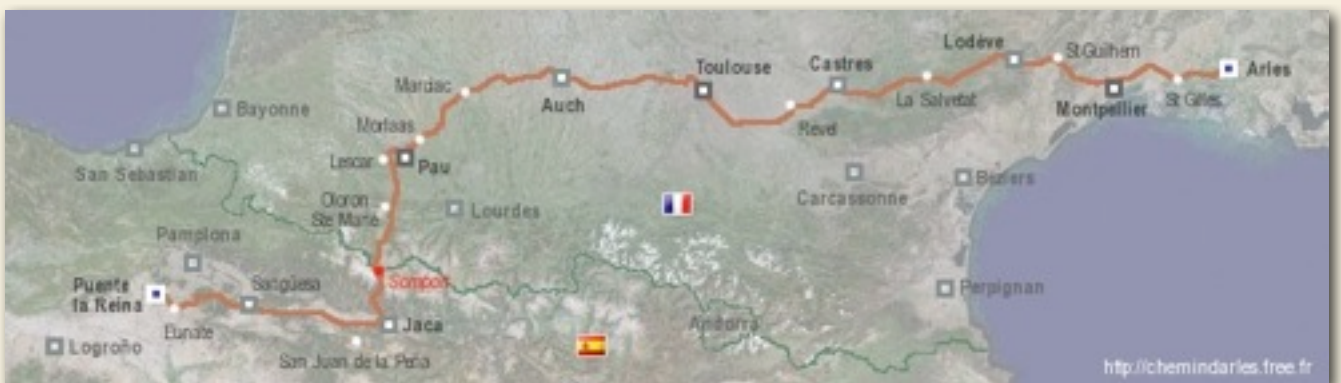 Lodève
St Guilhem
Toulouse
Castres
Arles
Marciac
Auch
La Salvetat
St Gilles
Montpellier
Bayonne
Revel
Morlaas
San Sebastian
Lescar
Pau
Carcassonne
Béziers
Oloron
Ste Marie
Lourdes
Pamplona
Somport
Puente
la Reina
Sangüesa
Perpignan
Eunate
Jaca
Andorra
Logroño
San Juan de la Peña
http://chemindarles.free.fr